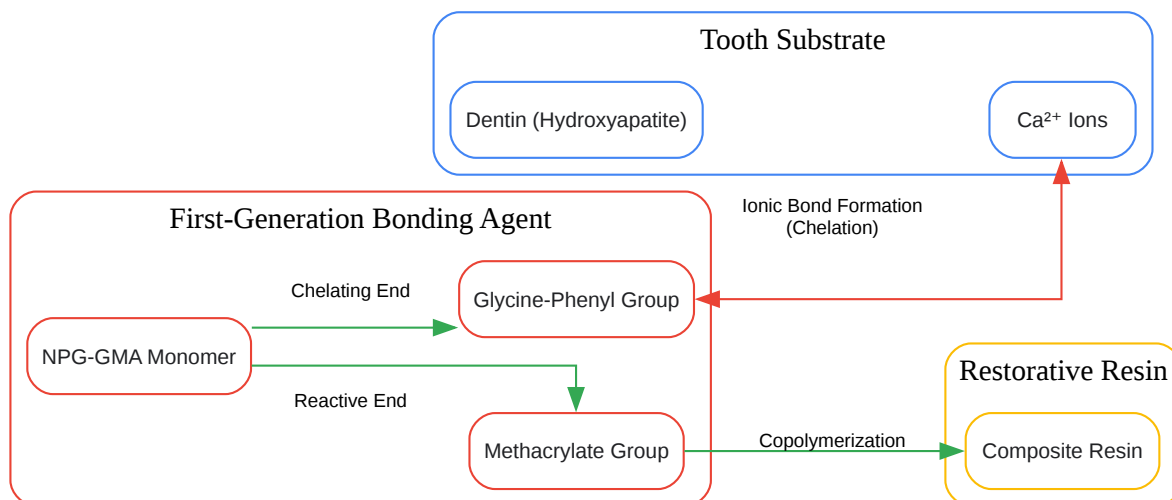 Tooth Substrate
Dentin (Hydroxyapatite)
Ca²⁺ Ions
Ionic Bond Formation
(Chelation)
First-Generation Bonding Agent
Chelating End
Glycine-Phenyl Group
NPG-GMA Monomer
Reactive End
Methacrylate Group
Copolymerization
Restorative Resin
Composite Resin